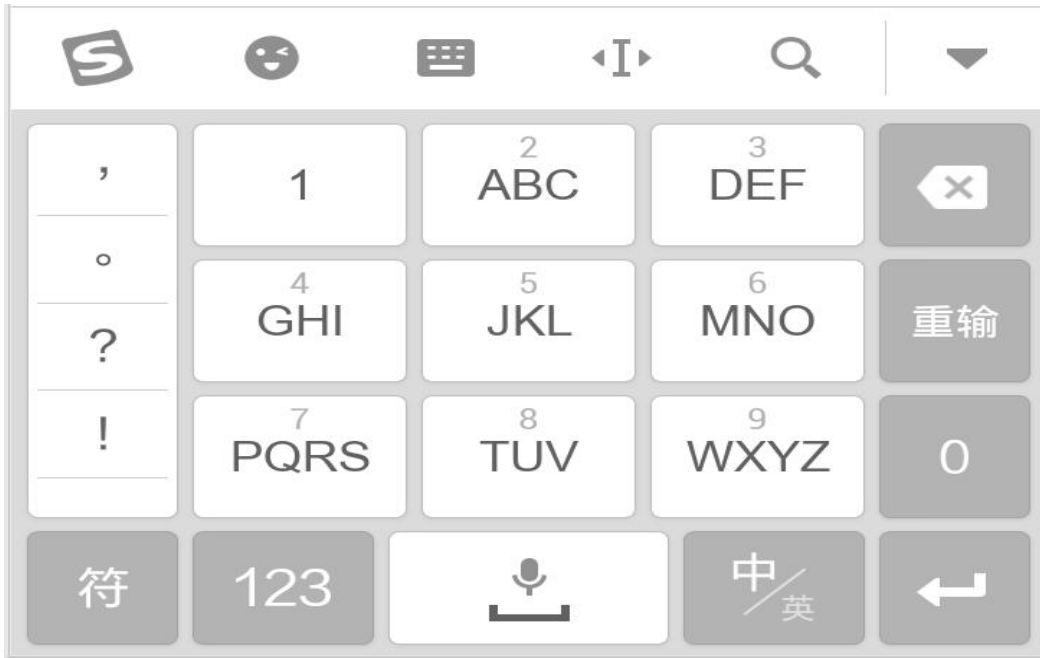 S
,
。
?
!
1
2
ABC
3
DEF
4
GHI
5
JKL
6
MNO
重输
7
PQRS
8
TUV
9
WXYZ
0
符
123
中/英